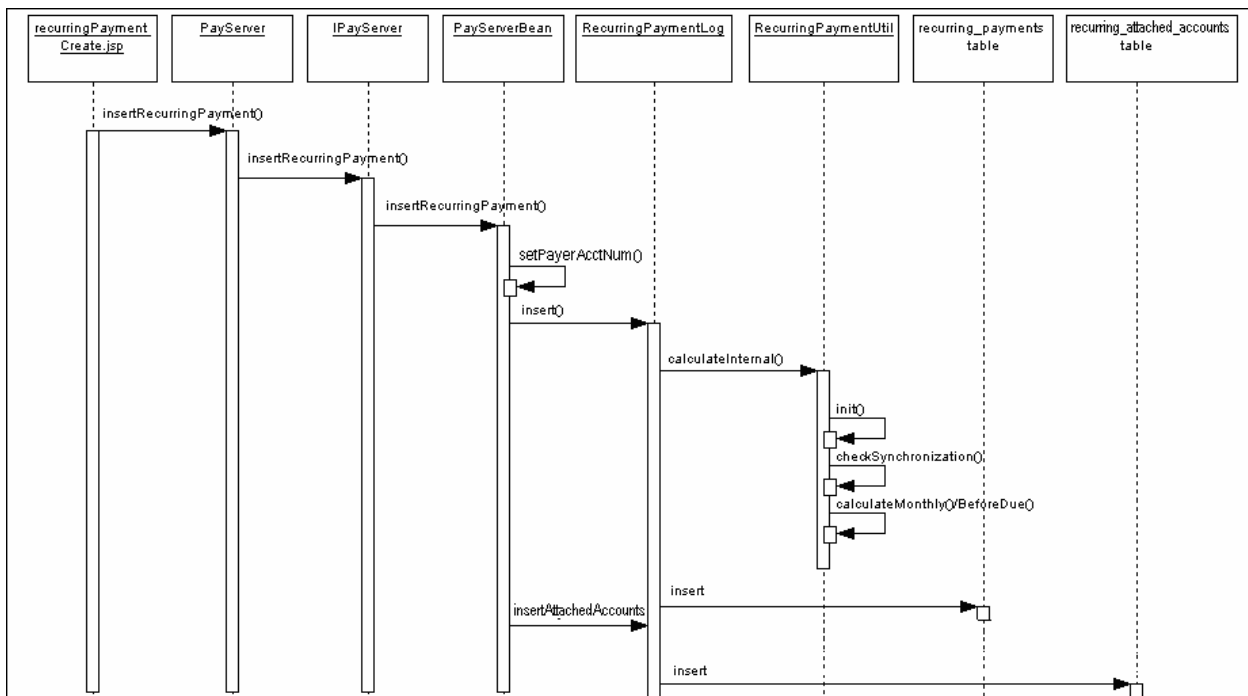 recurringPayment
Create.jsp
PayServer
IPayServer
PayServerBean
RecurringPaymentLog
RecurringPaymentUtil
recurring_payments
table
recurring_attached_accounts
table
insertRecurringPayment()
insertRecurringPayment()
insertRecurringPayment()
setPayerAcctNum()
insert()
calculateInternal()
init()
checkSynchronization()
calculateMonthly()/BeforeDue()
insert
insertAttachedAccounts
insert